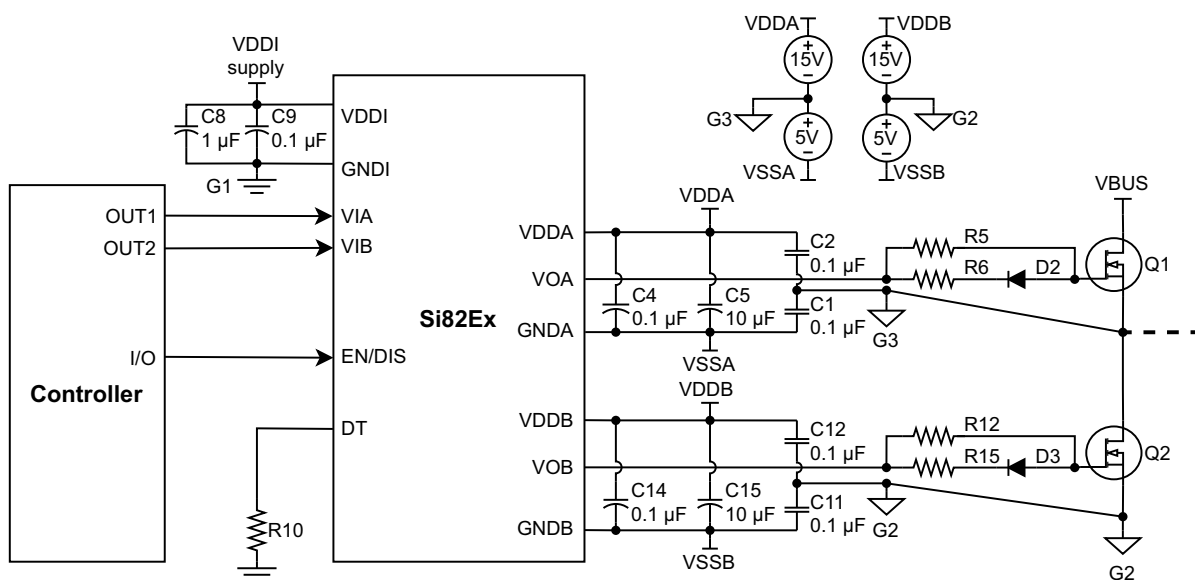 VDDI
supply
C8
1 µF
C9
0.1 µF
G1
VDDI
GNDI
Controller
OUT1
OUT2
I/O
VIA
VIB
EN/DIS
DT
R10
Si82Ex
VDDA
VOA
GNDA
VDDB
VOB
GNDB
VDDA
+
15V
−
G3
+
5V
−
VSSA
VDDB
+
15V
−
G2
+
5V
−
VSSB
VDDA
C4
0.1 µF
C5
10 µF
C2
0.1 µF
C1
0.1 µF
VSSA
G3
R5
R6
D2
VBUS
Q1
VDDB
C14
0.1 µF
C15
10 µF
C12
0.1 µF
C11
0.1 µF
VSSB
G2
R12
R15
D3
Q2
G2